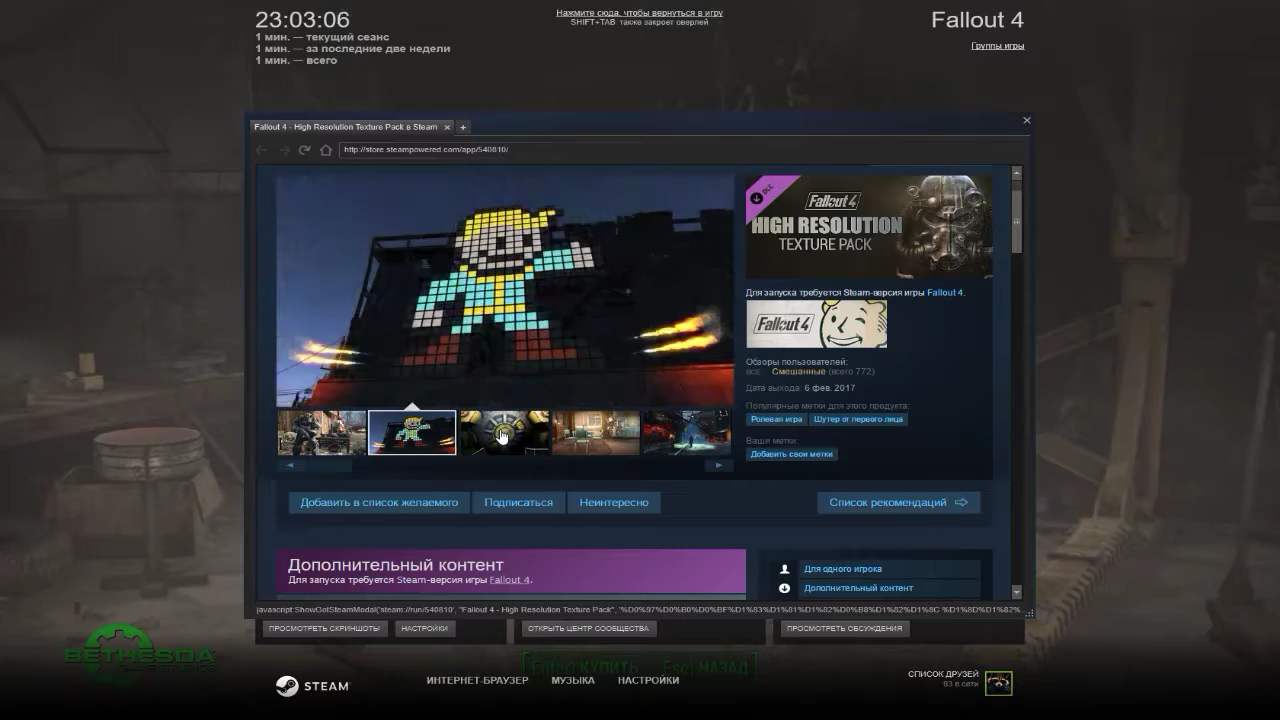 23:03:06
1 мин. — текущий сеанс
1 мин. — за последние две недели
1 мин. — всего
Нажмите сюда, чтобы вернуться в игру
SHIFT+TAB также закроет оверлей
Fallout 4
Группы игры
Fallout 4 - High Resolution Texture Pack в Steam
http://store.steampowered.com/app/540810/
DLC
Fallout 4
HIGH RESOLUTION
TEXTURE PACK
Для запуска требуется Steam-версия игры Fallout 4.
Fallout 4
Обзоры пользователей:
ВСЕ Смешанные (всего 772)
Дата выхода: 6 фев. 2017
Популярные метки для этого продукта:
Ролевая игра Шутер от первого лица
Ваши метки:
Добавить свои метки
Добавить в список желаемого Подписаться Неинтересно Список рекомендаций
Дополнительный контент
Для запуска требуется Steam-версия игры Fallout 4.
Для одного игрока
Дополнительный контент
javascript:ShowGotSteamModal('steam://run/540810', "Fallout 4 - High Resolution Texture Pack", '%D0%97%D0%B0%D0%BF%D1%83%D1%81%D1%82%D0%B8%D1%82%D1%8C %D1%8D%D1%82%...
ПРОСМОТРЕТЬ СКРИНШОТЫ НАСТРОЙКИ ОТКРЫТЬ ЦЕНТР СООБЩЕСТВА ПРОСМОТРЕТЬ ОБСУЖДЕНИЯ
BETHESDA
Enter) КУПИТЬ Esc) НАЗАД
STEAM
ИНТЕРНЕТ-БРАУЗЕР МУЗЫКА НАСТРОЙКИ
СПИСОК ДРУЗЕЙ
93 в сети